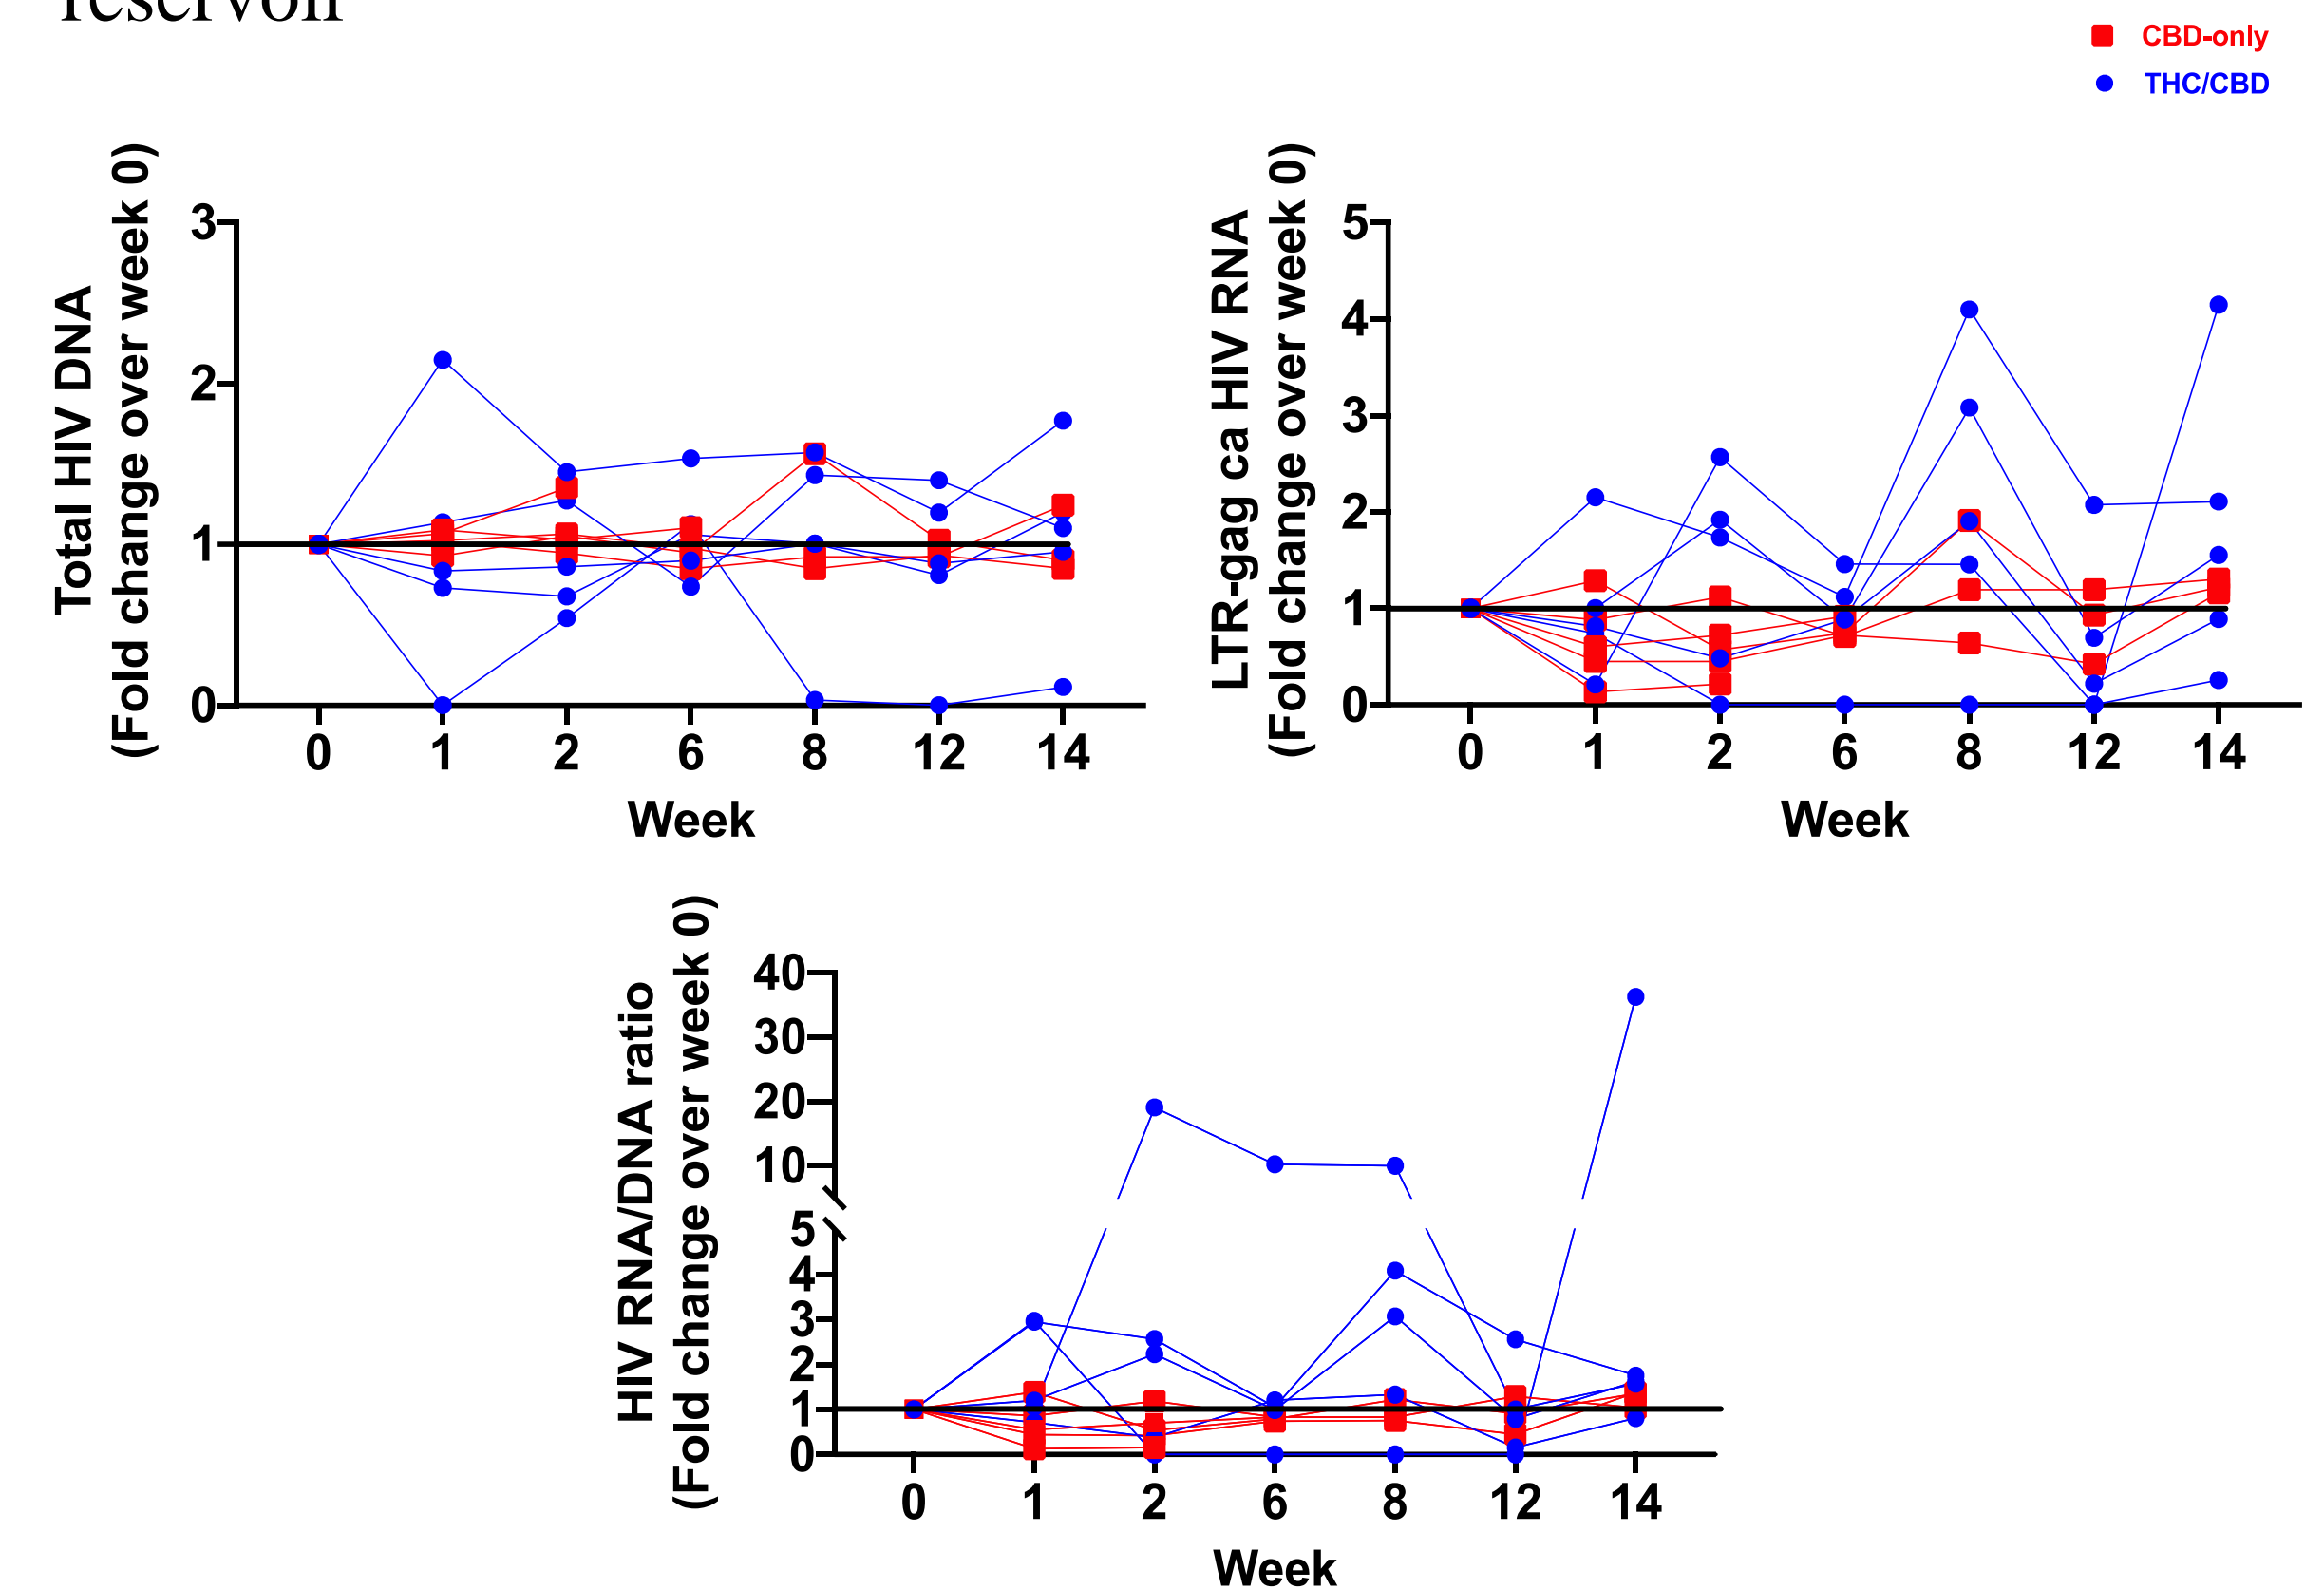 reservoir
CBD-only
THC/CBD
Total HIV DNA
(Fold change over week 0)
3
2
1
0
0 1 2 6 8 12 14
Week
LTR-gag ca HIV RNA
(Fold change over week 0)
5
4
3
2
1
0
0 1 2 6 8 12 14
Week
HIV RNA/DNA ratio
(Fold change over week 0)
40
30
20
10
5
4
3
2
1
0
0 1 2 6 8 12 14
Week